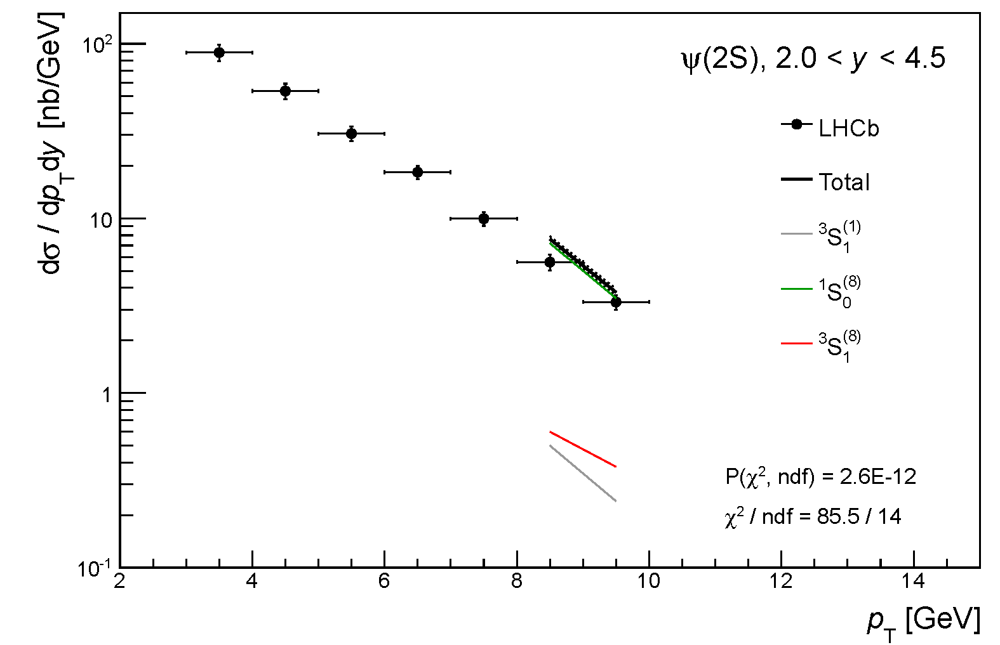 dσ / dp_T dy [nb/GeV]
10²
10
1
10⁻¹
ψ(2S), 2.0 < y < 4.5
LHCb
Total
³S₁⁽¹⁾
¹S₀⁽⁸⁾
³S₁⁽⁸⁾
P(χ², ndf) = 2.6E-12
χ² / ndf = 85.5 / 14
2 4 6 8 10 12 14
p_T [GeV]